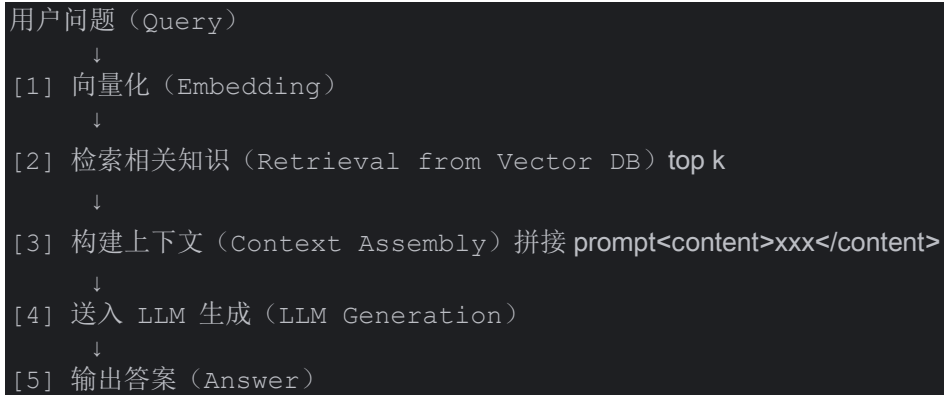 用户问题（Query）
↓
[1] 向量化（Embedding）
↓
[2] 检索相关知识（Retrieval from Vector DB）top k
↓
[3] 构建上下文（Context Assembly）拼接 prompt<content>xxx</content>
↓
[4] 送入 LLM 生成（LLM Generation）
↓
[5] 输出答案（Answer）